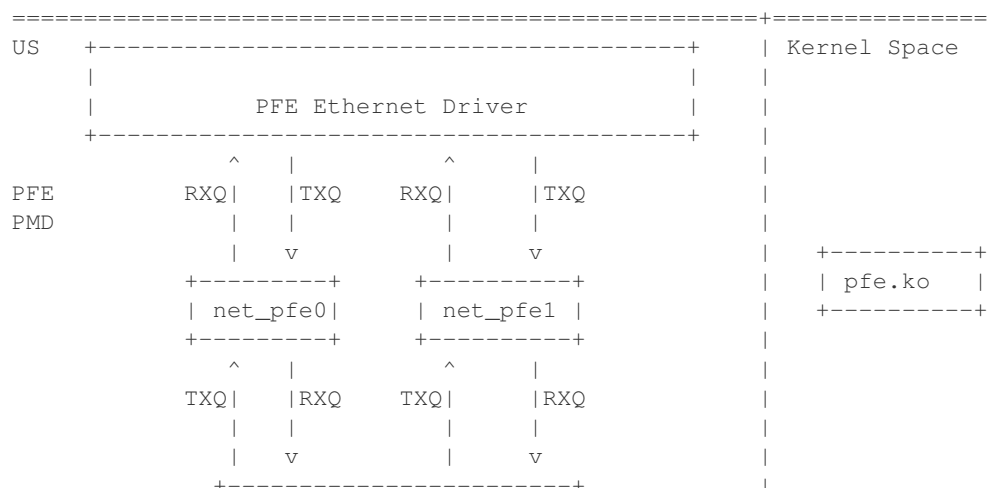 ====================================================+===============
US   +-----------------------------------------+    | Kernel Space
     |                                         |    |
     |           PFE Ethernet Driver           |    |
     +-----------------------------------------+    |
               ^   |          ^     |               |
PFE         RXQ|   |TXQ    RXQ|     |TXQ            |
PMD            |   |          |     |               |
               |   v          |     v               |   +----------+
            +---------+     +----------+            |   | pfe.ko   |
            | net_pfe0|     | net_pfe1 |            |   +----------+
            +---------+     +----------+            |
               ^   |          ^     |               |
            TXQ|   |RXQ    TXQ|     |RXQ            |
               |   |          |     |               |
               |   v          |     v               |
              +------------------------+            |